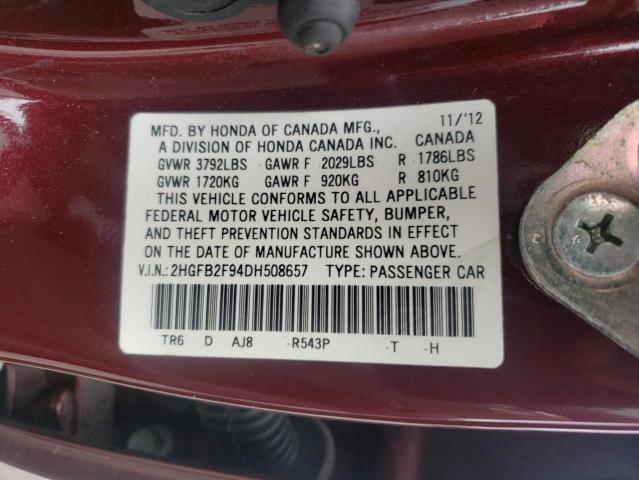 MFD. BY HONDA OF CANADA MFG., 11/'12
A DIVISION OF HONDA CANADA INC. CANADA
GVWR 3792LBS GAWR F 2029LBS R 1786LBS
GVWR 1720KG GAWR F 920KG R 810KG
THIS VEHICLE CONFORMS TO ALL APPLICABLE
FEDERAL MOTOR VEHICLE SAFETY, BUMPER,
AND THEFT PREVENTION STANDARDS IN EFFECT
ON THE DATE OF MANUFACTURE SHOWN ABOVE.
V.I.N.: 2HGFB2F94DH508657 TYPE: PASSENGER CAR
TR6 D AJ8 -R543P -T -H